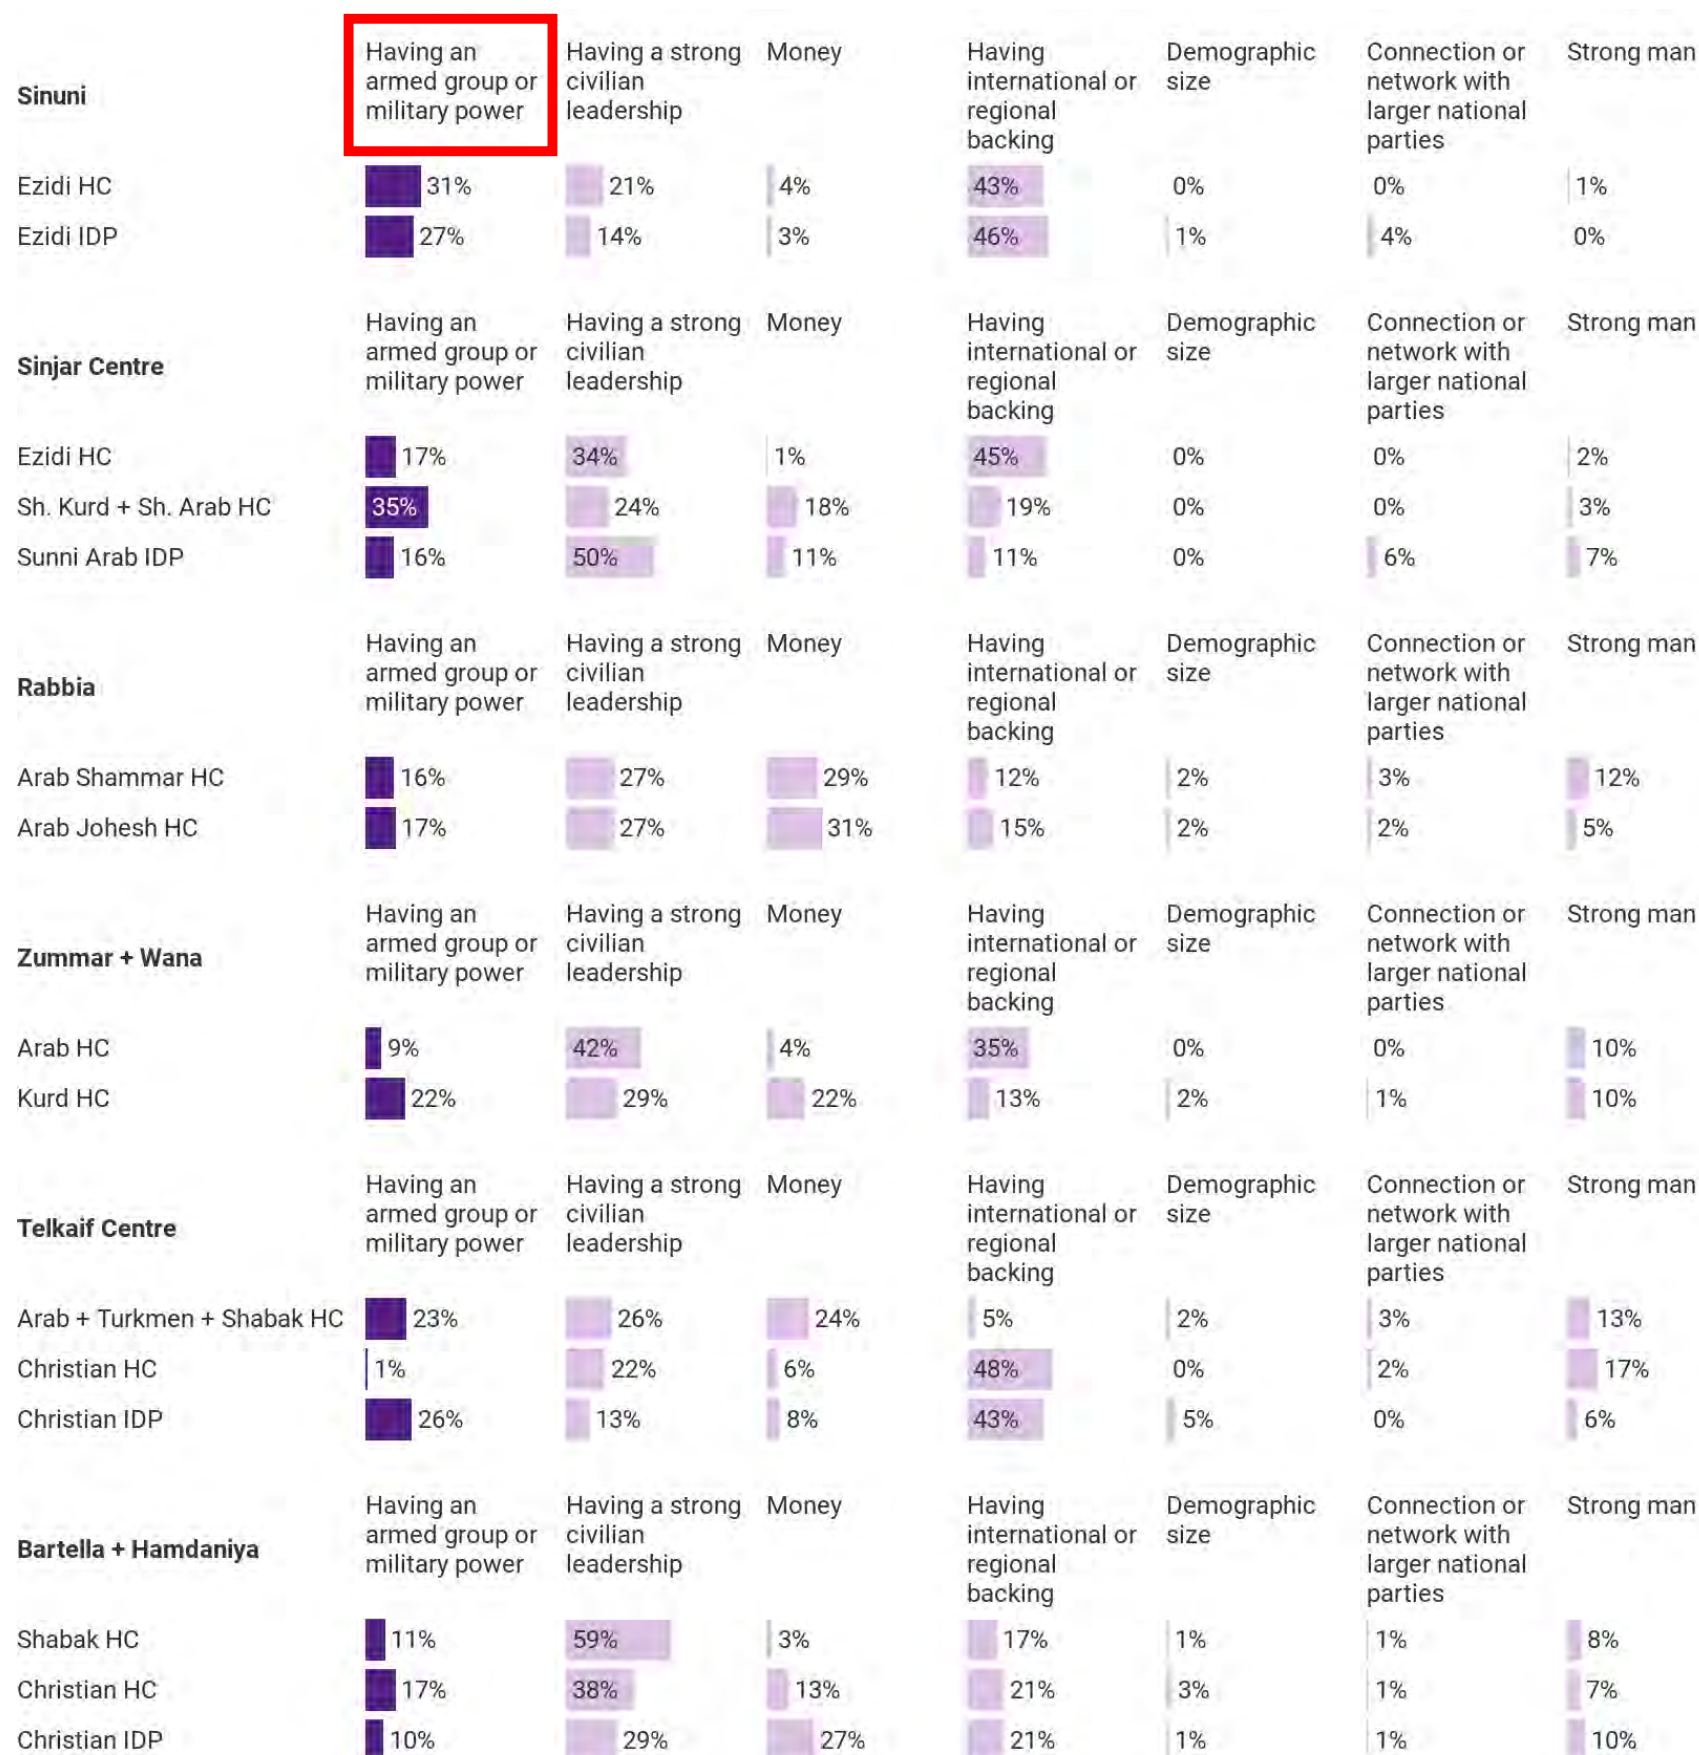 Sinuni
Having an armed group or military power
Having a strong civilian leadership
Money
Having international or regional backing
Demographic size
Connection or network with larger national parties
Strong man
Ezidi HC 31% 21% 4% 43% 0% 0% 1%
Ezidi IDP 27% 14% 3% 46% 1% 4% 0%
Sinjar Centre
Having an armed group or military power
Having a strong civilian leadership
Money
Having international or regional backing
Demographic size
Connection or network with larger national parties
Strong man
Ezidi HC 17% 34% 1% 45% 0% 0% 2%
Sh. Kurd + Sh. Arab HC 35% 24% 18% 19% 0% 0% 3%
Sunni Arab IDP 16% 50% 11% 11% 0% 6% 7%
Rabbia
Having an armed group or military power
Having a strong civilian leadership
Money
Having international or regional backing
Demographic size
Connection or network with larger national parties
Strong man
Arab Shammar HC 16% 27% 29% 12% 2% 3% 12%
Arab Johesh HC 17% 27% 31% 15% 2% 2% 5%
Zummar + Wana
Having an armed group or military power
Having a strong civilian leadership
Money
Having international or regional backing
Demographic size
Connection or network with larger national parties
Strong man
Arab HC 9% 42% 4% 35% 0% 0% 10%
Kurd HC 22% 29% 22% 13% 2% 1% 10%
Telkaif Centre
Having an armed group or military power
Having a strong civilian leadership
Money
Having international or regional backing
Demographic size
Connection or network with larger national parties
Strong man
Arab + Turkmen + Shabak HC 23% 26% 24% 5% 2% 3% 13%
Christian HC 1% 22% 6% 48% 0% 2% 17%
Christian IDP 26% 13% 8% 43% 5% 0% 6%
Bartella + Hamdaniya
Having an armed group or military power
Having a strong civilian leadership
Money
Having international or regional backing
Demographic size
Connection or network with larger national parties
Strong man
Shabak HC 11% 59% 3% 17% 1% 1% 8%
Christian HC 17% 38% 13% 21% 3% 1% 7%
Christian IDP 10% 29% 27% 21% 1% 1% 10%